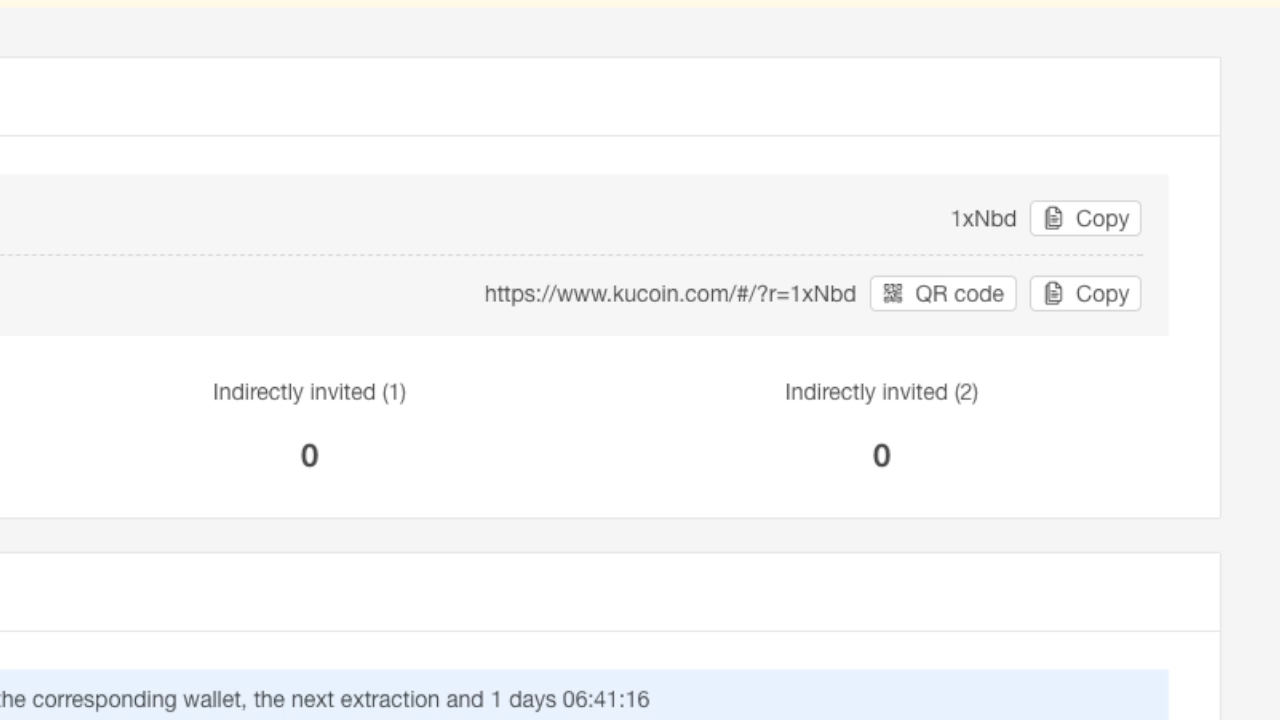 1xNbd Copy
https://www.kucoin.com/#/?r=1xNbd QR code Copy
Indirectly invited (1) Indirectly invited (2)
0 0
the corresponding wallet, the next extraction and 1 days 06:41:16